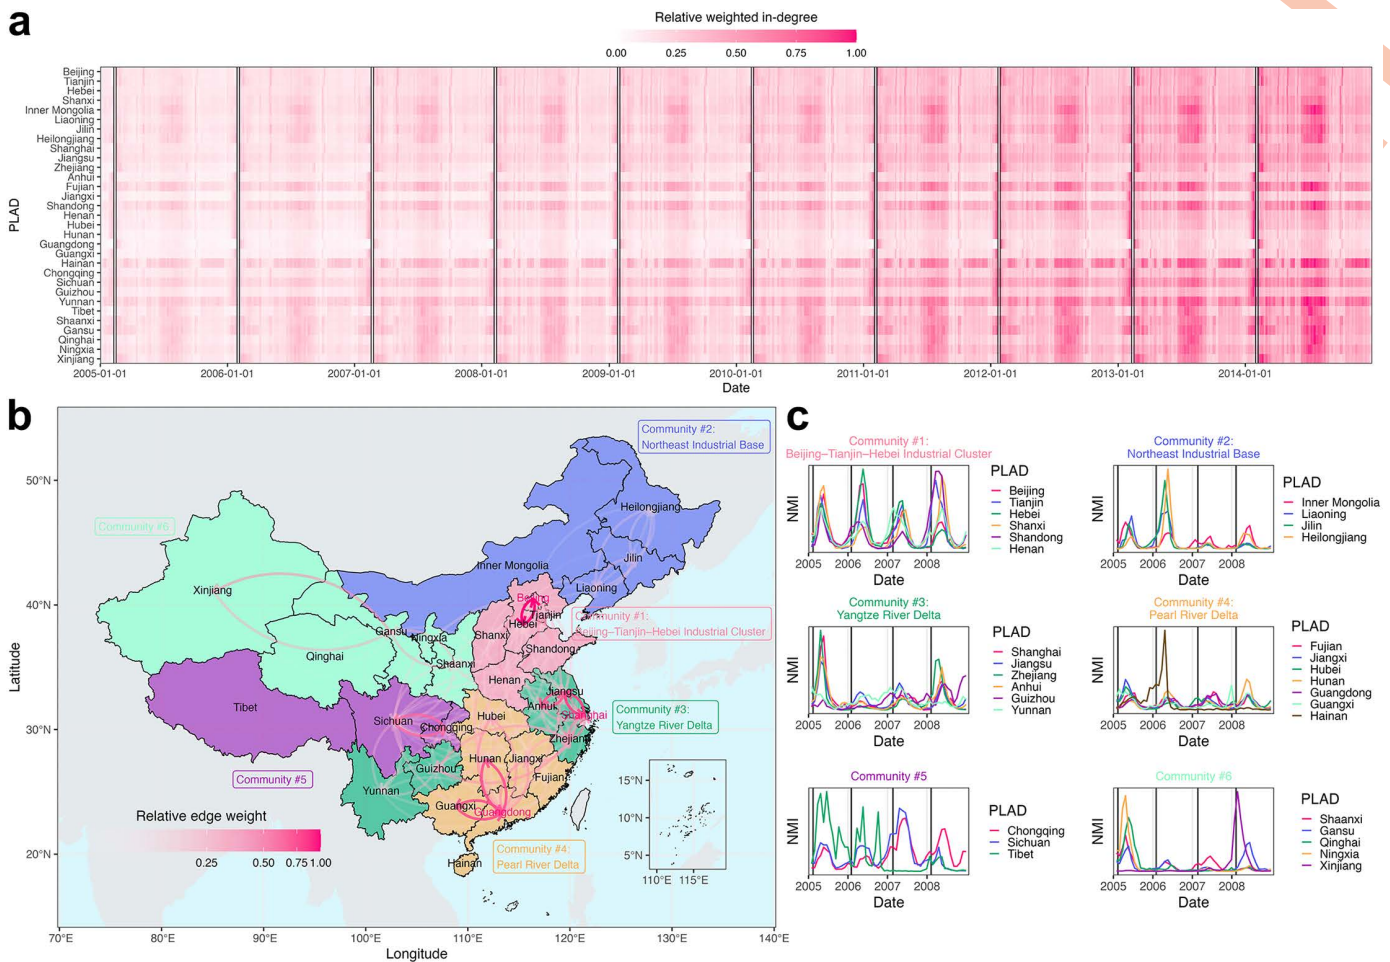 a
Relative weighted in-degree
0.00 0.25 0.50 0.75 1.00
PLAD
Beijing
Tianjin
Hebei
Shanxi
Inner Mongolia
Liaoning
Jilin
Heilongjiang
Shanghai
Jiangsu
Zhejiang
Anhui
Fujian
Jiangxi
Shandong
Henan
Hubei
Hunan
Guangdong
Guangxi
Hainan
Chongqing
Sichuan
Guizhou
Yunnan
Tibet
Shaanxi
Gansu
Qinghai
Ningxia
Xinjiang
2005-01-01 2006-01-01 2007-01-01 2008-01-01 2009-01-01 2010-01-01 2011-01-01 2012-01-01 2013-01-01 2014-01-01
Date
b
Community #2:
Northeast Industrial Base
50°N
40°N
30°N
20°N
Latitude
Community #6
Heilongjiang
Jilin
Inner Mongolia
Liaoning
Xinjiang
Beijing
Tianjin
Hebei
Community #1:
Beijing–Tianjin–Hebei Industrial Cluster
Gansu
Ningxia
Shanxi
Shandong
Qinghai
Shaanxi
Henan
Tibet
Jiangsu
Anhui
Shanghai
Sichuan
Chongqing
Hubei
Zhejiang
Community #3:
Yangtze River Delta
Community #5
Guizhou
Hunan
Jiangxi
Fujian
Yunnan
Guangxi
Guangdong
Hainan
Community #4:
Pearl River Delta
Relative edge weight
0.25 0.50 0.75 1.00
15°N
10°N
5°N
110°E 115°E
70°E 80°E 90°E 100°E 110°E 120°E 130°E 140°E
Longitude
c
Community #1:
Beijing–Tianjin–Hebei Industrial Cluster
NMI
2005 2006 2007 2008
Date
PLAD
Beijing
Tianjin
Hebei
Shanxi
Shandong
Henan
Community #2:
Northeast Industrial Base
NMI
2005 2006 2007 2008
Date
PLAD
Inner Mongolia
Liaoning
Jilin
Heilongjiang
Community #3:
Yangtze River Delta
NMI
2005 2006 2007 2008
Date
PLAD
Shanghai
Jiangsu
Zhejiang
Anhui
Guizhou
Yunnan
Community #4:
Pearl River Delta
NMI
2005 2006 2007 2008
Date
PLAD
Fujian
Jiangxi
Hubei
Hunan
Guangdong
Guangxi
Hainan
Community #5
NMI
2005 2006 2007 2008
Date
PLAD
Chongqing
Sichuan
Tibet
Community #6
NMI
2005 2006 2007 2008
Date
PLAD
Shaanxi
Gansu
Qinghai
Ningxia
Xinjiang